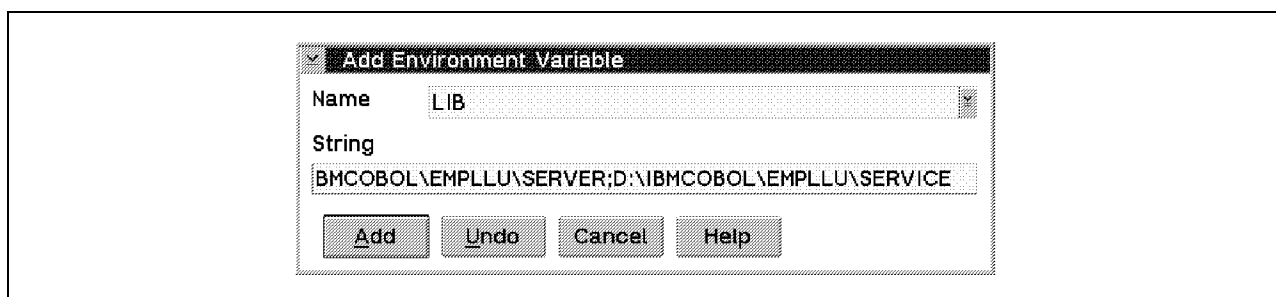 Add Environment Variable
Name LIB
String
BMCOBOL\EMPLLU\SERVER;D:\IBMCOBOL\EMPLLU\SERVICE
Add Undo Cancel Help